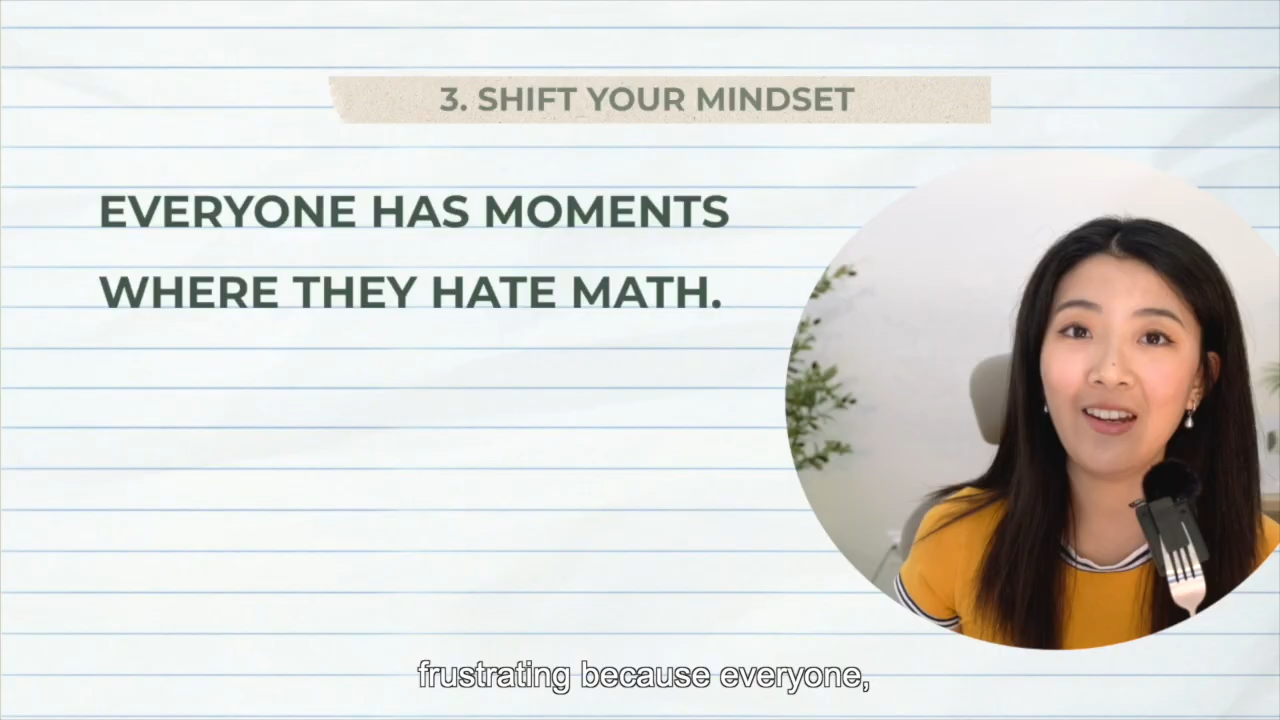 3. SHIFT YOUR MINDSET
EVERYONE HAS MOMENTS
WHERE THEY HATE MATH.
frustrating because everyone,